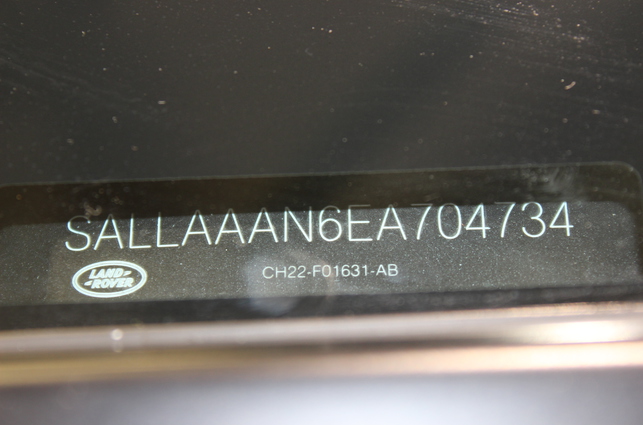 SALLAAAN6EA704734
LAND-
-ROVER
CH22-F01631-AB